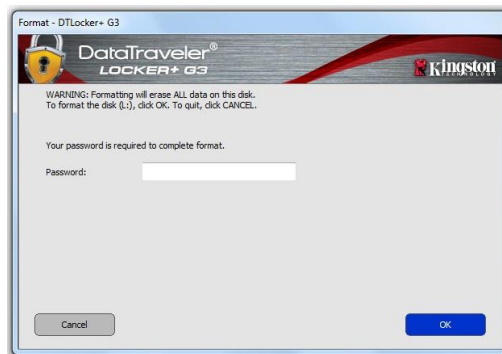 Format - DTLocker+ G3
DataTraveler®
LOCKER+ G3
Kingston
TECHNOLOGY
WARNING: Formatting will erase ALL data on this disk.
To format the disk (L:), click OK. To quit, click CANCEL.
Your password is required to complete format.
Password:
Cancel
OK